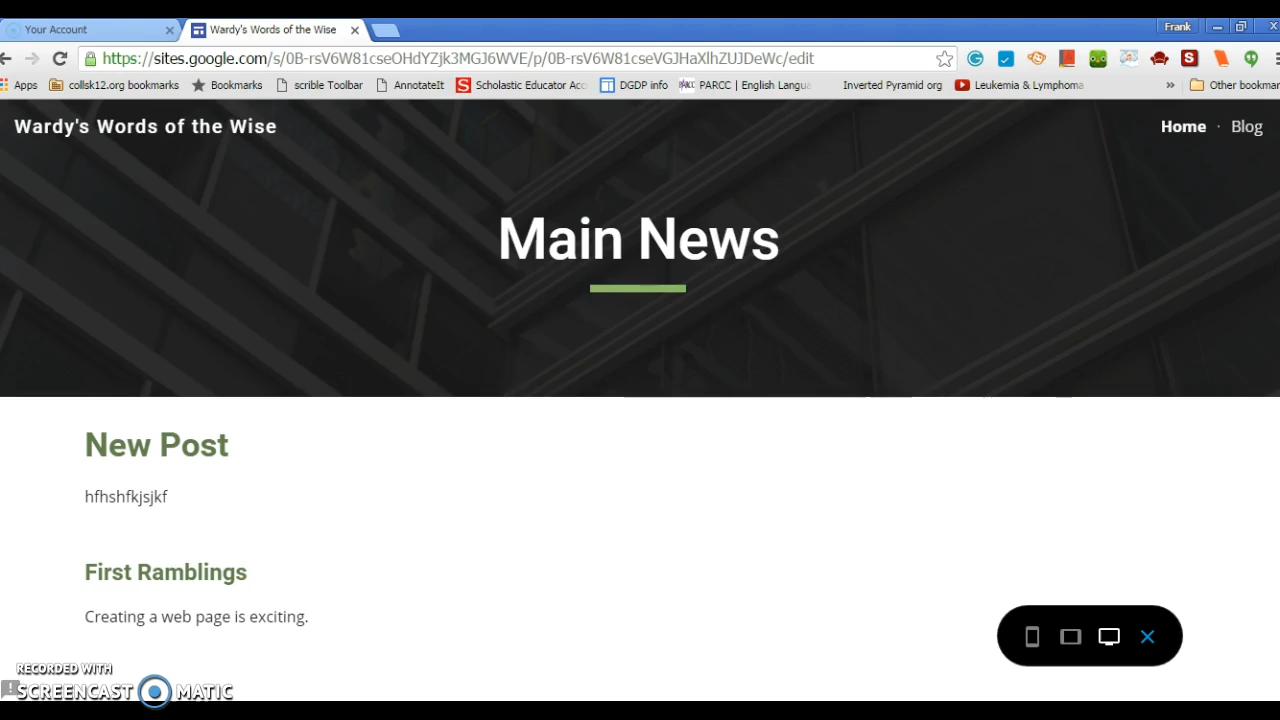 Your Account
Wardy's Words of the Wise
Frank
https://sites.google.com/s/0B-rsV6W81cseOHdYZjk3MGJ6WVE/p/0B-rsV6W81cseVGJHaXlhZUJDeWc/edit
Apps collsk12.org bookmarks Bookmarks scrible Toolbar AnnotateIt Scholastic Educator Acc DGDP info PARCC | English Langua Inverted Pyramid org Leukemia & Lymphoma » Other bookmar
Wardy's Words of the Wise
Home · Blog
Main News
New Post
hfhshfkjsjkf
First Ramblings
Creating a web page is exciting.
RECORDED WITH
SCREENCAST MATIC